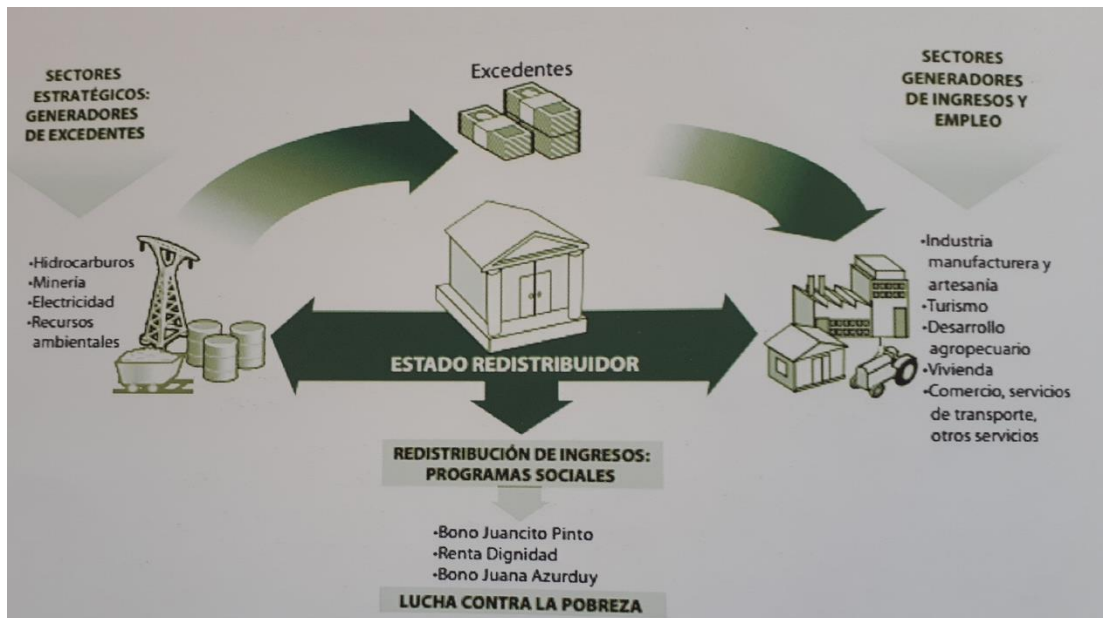 SECTORES
ESTRATÉGICOS:
GENERADORES
DE EXCEDENTES
Excedentes
SECTORES
GENERADORES
DE INGRESOS Y
EMPLEO
•Hidrocarburos
•Minería
•Electricidad
•Recursos
ambientales
ESTADO REDISTRIBUIDOR
•Industria
manufacturera y
artesanía
•Turismo
•Desarrollo
agropecuario
•Vivienda
•Comercio, servicios
de transporte,
otros servicios
REDISTRIBUCIÓN DE INGRESOS:
PROGRAMAS SOCIALES
•Bono Juancito Pinto
•Renta Dignidad
•Bono Juana Azurduy
LUCHA CONTRA LA POBREZA